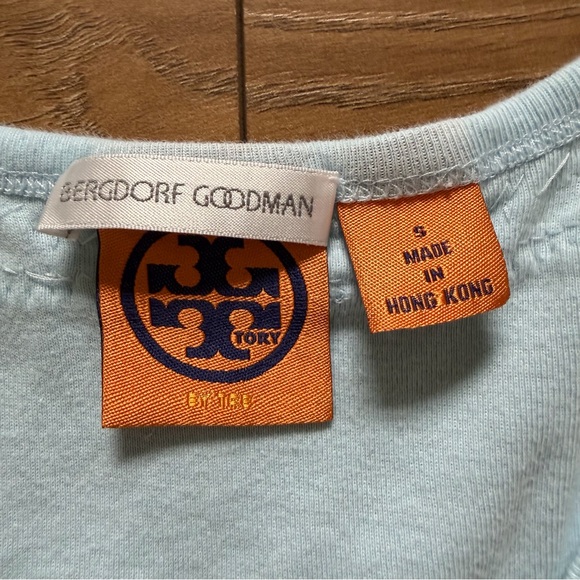 BERGDORF GOODMAN
TORY
BY TRB
S
MADE
IN
HONG KONG